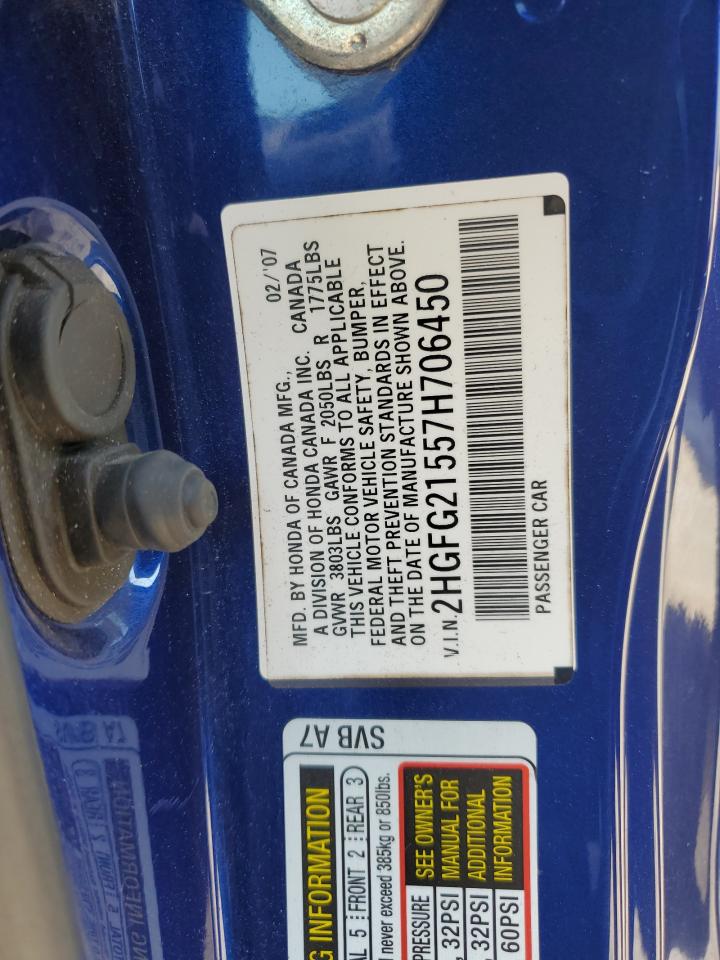 MFD. BY HONDA OF CANADA MFG., 02/'07
A DIVISION OF HONDA CANADA INC. CANADA
GVWR 3803LBS GAWR F 2050LBS R 1775LBS
THIS VEHICLE CONFORMS TO ALL APPLICABLE
FEDERAL MOTOR VEHICLE SAFETY, BUMPER,
AND THEFT PREVENTION STANDARDS IN EFFECT
ON THE DATE OF MANUFACTURE SHOWN ABOVE.
V.I.N. 2HGFG21557H706450
PASSENGER CAR
SVB A7
INFORMATION
5 FRONT 2 REAR 3
never exceed 385kg or 850lbs.
PRESSURE SEE OWNER'S
32PSI MANUAL FOR
32PSI ADDITIONAL
60PSI INFORMATION